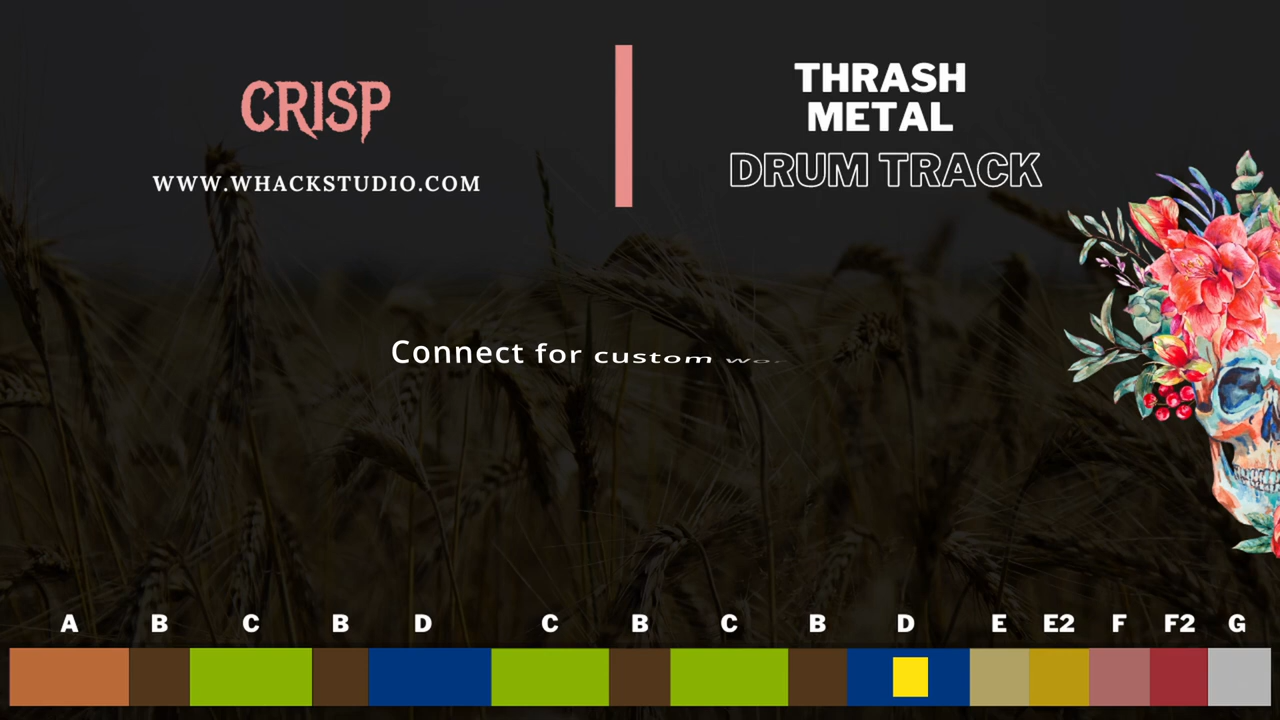 CRISP
WWW.WHACKSTUDIO.COM
THRASH
METAL
DRUM TRACK
Connect for custom
A B C B D C B C B D E E2 F F2 G